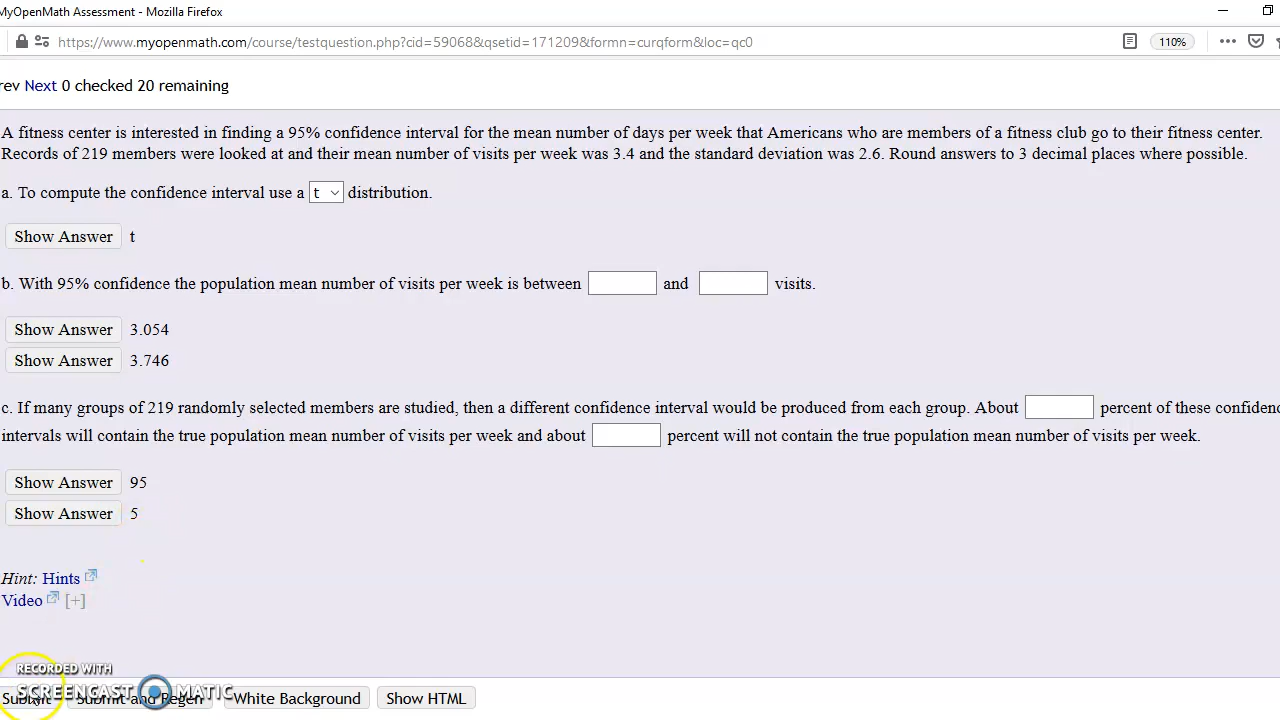 MyOpenMath Assessment - Mozilla Firefox
https://www.myopenmath.com/course/testquestion.php?cid=59068&qsetid=171209&formn=curqform&loc=qc0
110%
rev Next 0 checked 20 remaining
A fitness center is interested in finding a 95% confidence interval for the mean number of days per week that Americans who are members of a fitness club go to their fitness center.
Records of 219 members were looked at and their mean number of visits per week was 3.4 and the standard deviation was 2.6. Round answers to 3 decimal places where possible.
a. To compute the confidence interval use a t distribution.
Show Answer t
b. With 95% confidence the population mean number of visits per week is between and visits.
Show Answer 3.054
Show Answer 3.746
c. If many groups of 219 randomly selected members are studied, then a different confidence interval would be produced from each group. About percent of these confidenc
intervals will contain the true population mean number of visits per week and about percent will not contain the true population mean number of visits per week.
Show Answer 95
Show Answer 5
Hint: Hints
Video [+]
RECORDED WITH
SCREENCAST MATIC
Submit Submit and Regen White Background Show HTML